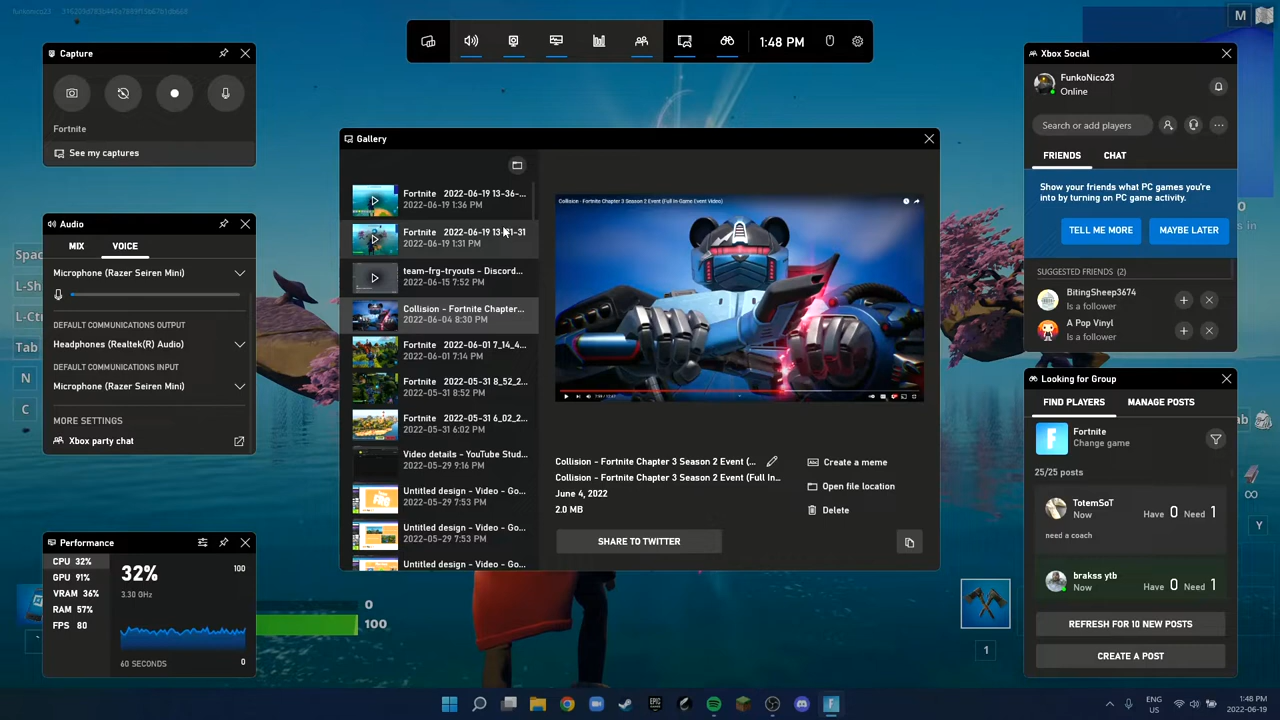 M
1:48 PM
Capture
Fortnite
See my captures
Audio
MIX
VOICE
Microphone (Razer Seiren Mini)
DEFAULT COMMUNICATIONS OUTPUT
Headphones (Realtek(R) Audio)
DEFAULT COMMUNICATIONS INPUT
Microphone (Razer Seiren Mini)
MORE SETTINGS
Xbox party chat
Performance
CPU 32%
GPU 91%
VRAM 36%
RAM 57%
FPS 80
32%
3.30 GHz
100
60 SECONDS
0
Spac
L-Sh
L-Ct
Tab
N
C
0
100
Gallery
Fortnite 2022-06-19 13-36-...
2022-06-19 1:36 PM
Fortnite 2022-06-19 13-31-31
2022-06-19 1:31 PM
team-frg-tryouts - Discord...
2022-06-15 7:52 PM
Collision - Fortnite Chapter...
2022-06-04 8:30 PM
Fortnite 2022-06-01 7_14_4...
2022-06-01 7:14 PM
Fortnite 2022-05-31 8_52_2...
2022-05-31 8:52 PM
Fortnite 2022-05-31 6_02_2...
2022-05-31 6:02 PM
Video details - YouTube Stud...
2022-05-29 9:16 PM
Untitled design - Video - Go...
2022-05-29 7:53 PM
Untitled design - Video - Go...
2022-05-29 7:53 PM
Untitled design - Video - Go...
Collision - Fortnite Chapter 3 Season 2 Event (Full In-Game Event Video)
Collision - Fortnite Chapter 3 Season 2 Event (...
Collision - Fortnite Chapter 3 Season 2 Event (Full In...
June 4, 2022
2.0 MB
Create a meme
Open file location
Delete
SHARE TO TWITTER
Xbox Social
FunkoNico23
Online
Search or add players
FRIENDS
CHAT
Show your friends what PC games you're
into by turning on PC game activity.
TELL ME MORE
MAYBE LATER
SUGGESTED FRIENDS (2)
BitingSheep3674
Is a follower
A Pop Vinyl
Is a follower
Looking for Group
FIND PLAYERS
MANAGE POSTS
Fortnite
Change game
25/25 posts
TotemSoT
Now
Have 0 Need 1
need a coach
brakss ytb
Now
Have 0 Need 1
REFRESH FOR 10 NEW POSTS
CREATE A POST
0
ab
∞
Y
1
ENG
US
1:48 PM
2022-06-19